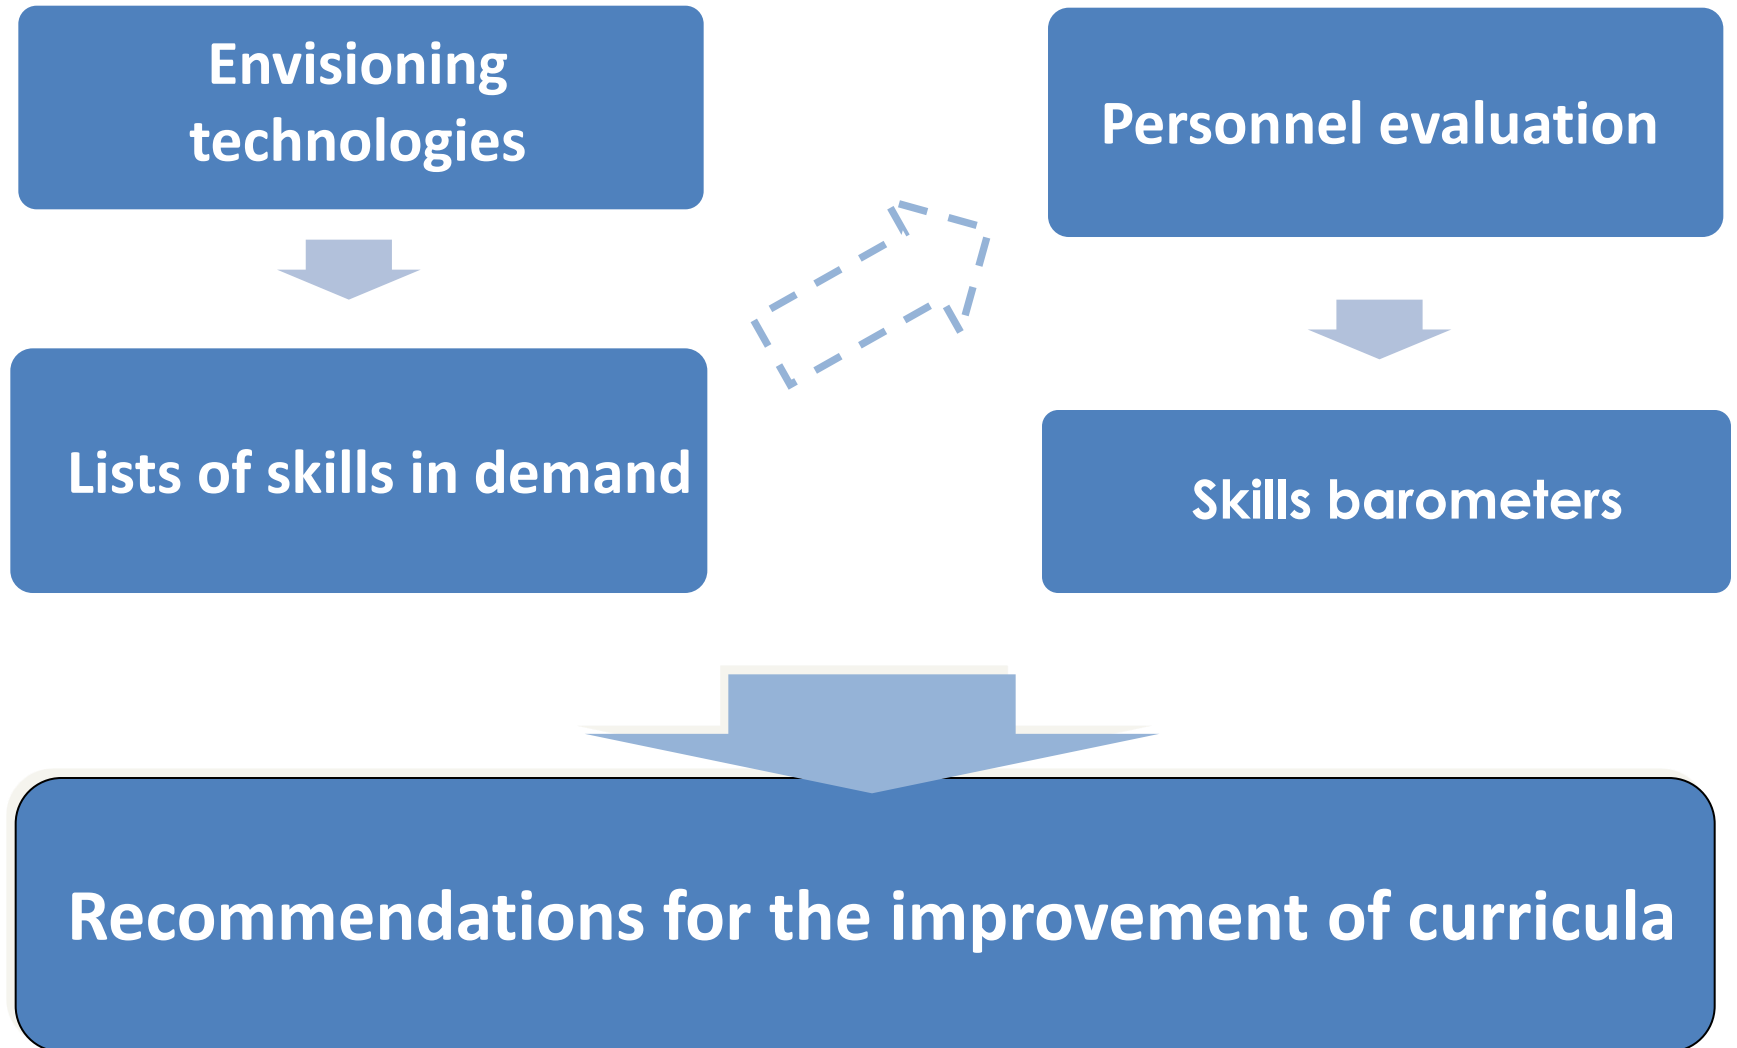 Envisioning
technologies
Lists of skills in demand
Personnel evaluation
Skills barometers
Recommendations for the improvement of curricula